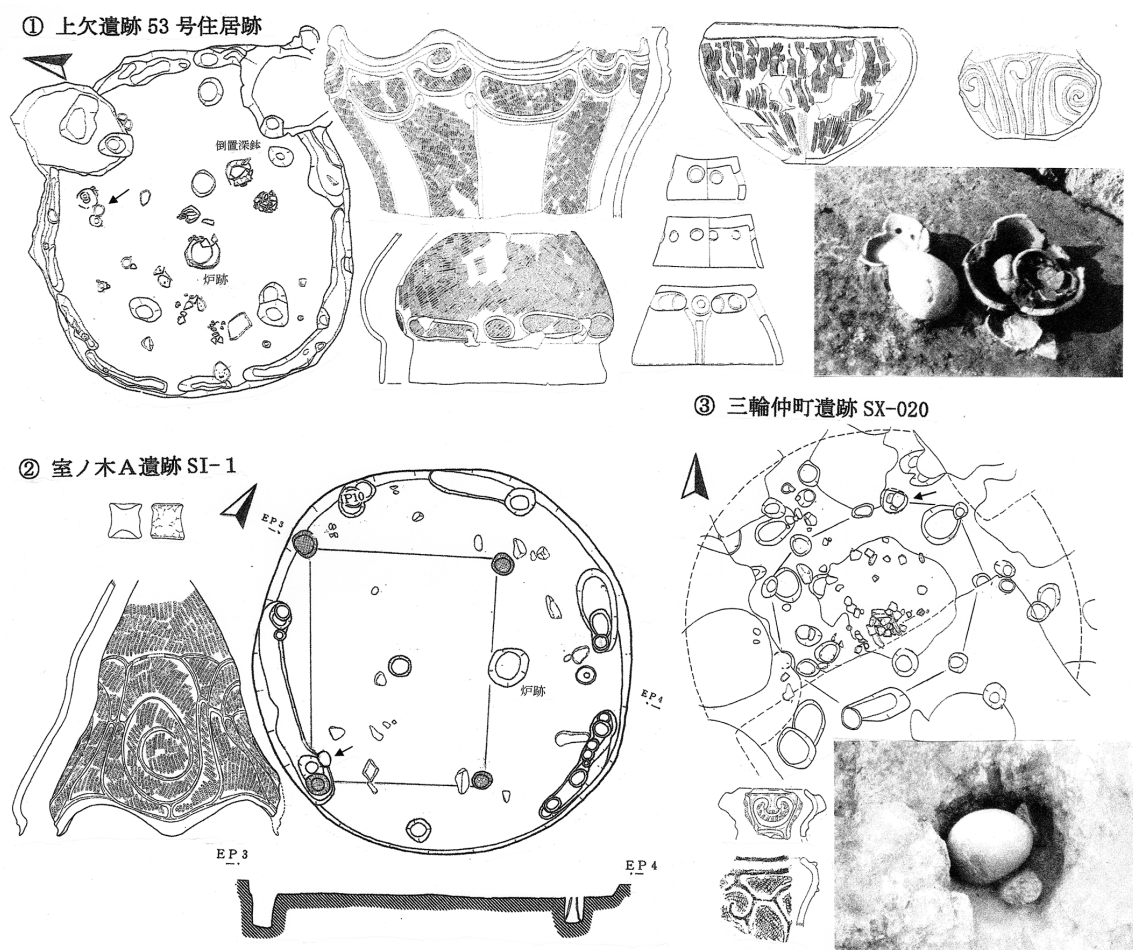 ① 上欠遺跡 53 号住居跡
倒置深鉢
炉跡
③ 三輪仲町遺跡 SX-020
② 室ノ木A遺跡 SI-1
P10
EP3
炉跡
EP4
EP3
EP4